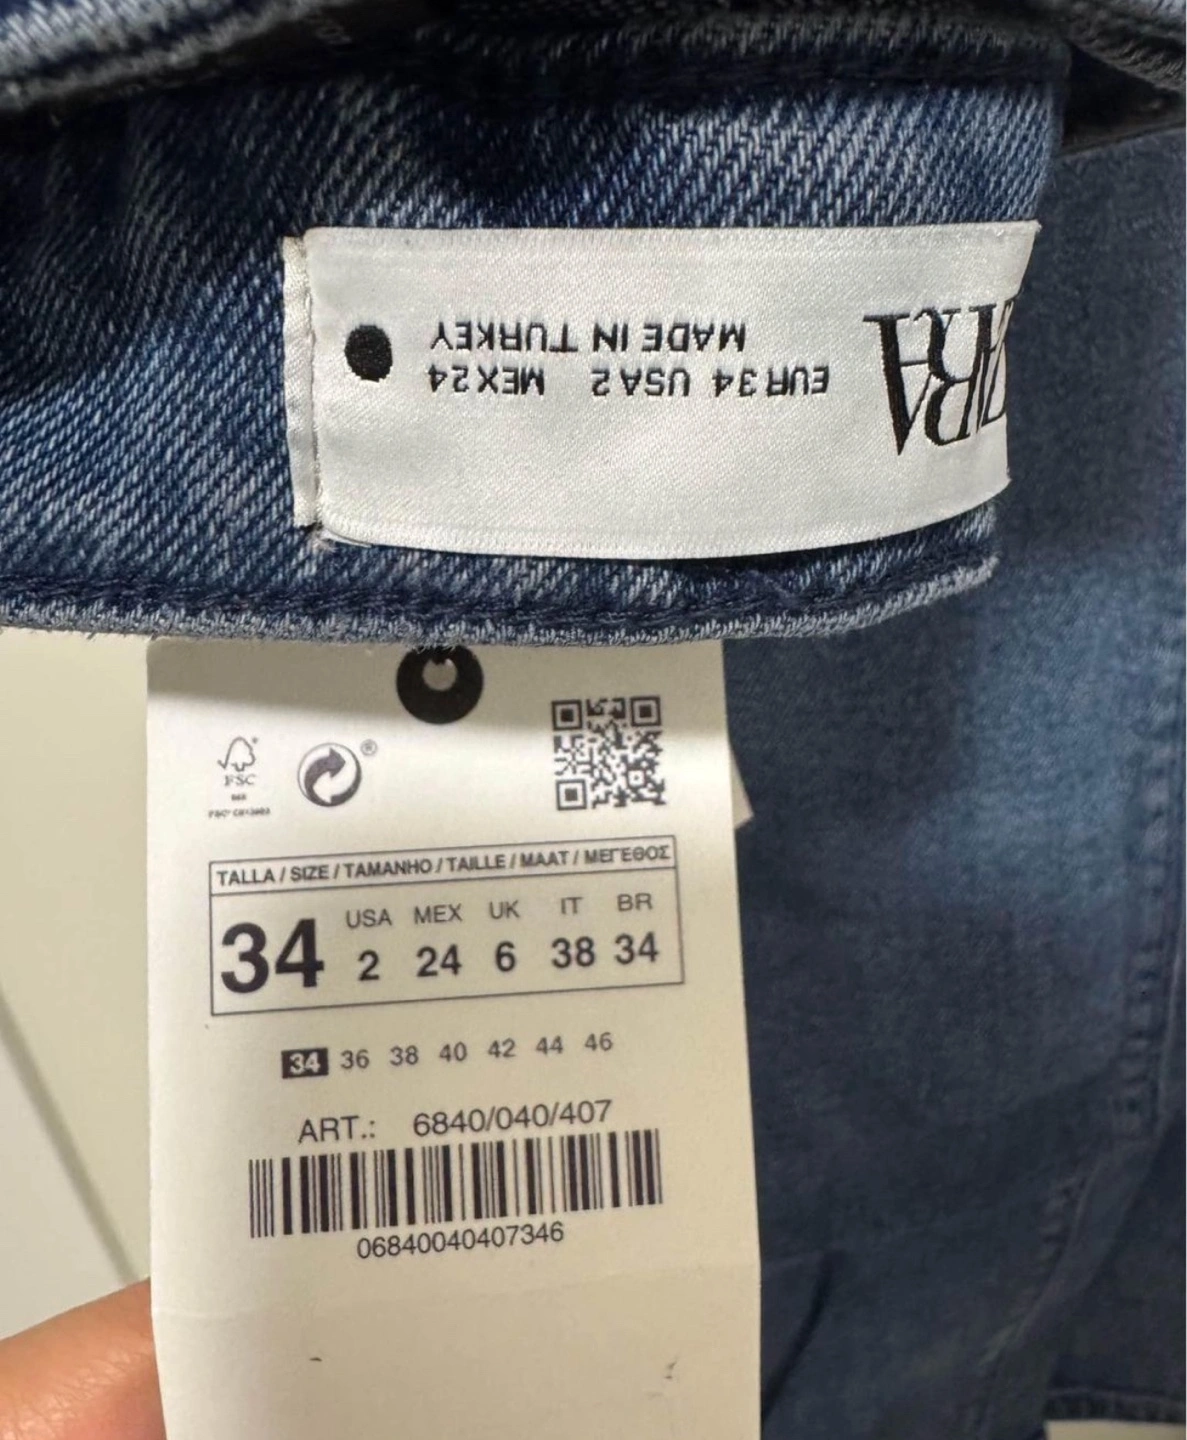 ZARA
EUR 34 USA 2 MEX 24
MADE IN TURKEY
FSC
®
TALLA / SIZE / TAMANHO / TAILLE / MAAT / ΜΕΓΕΘΟΣ
34
USA MEX UK IT BR
2 24 6 38 34
34 36 38 40 42 44 46
ART.: 6840/040/407
06840040407346